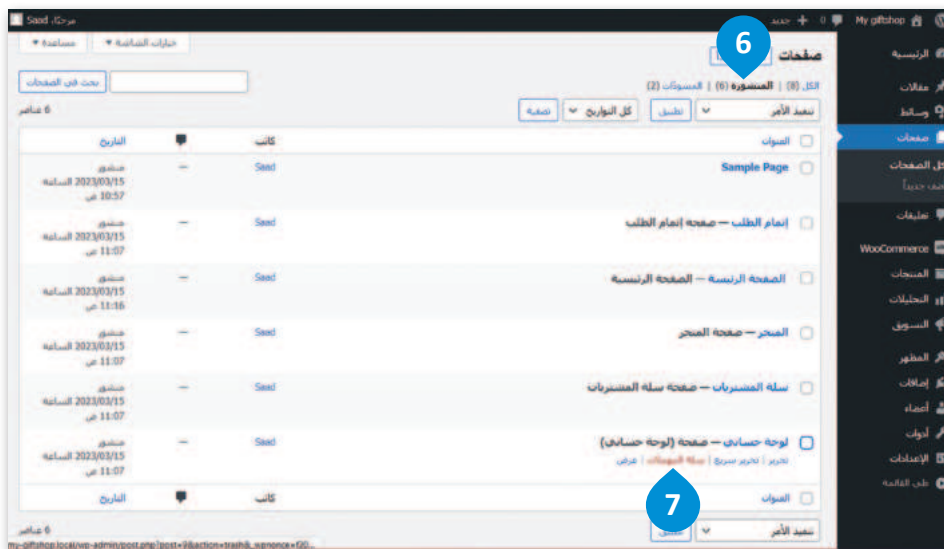 My giftshop
0
جديد
مرحبًا، Saad
6
خيارات الشاشة
مساعدة
صفحات
الكل (8) | المنشورة (6) | المسودّات (2)
بحث في الصفحات
تنفيذ الأمر
تطبيق
كل التواريخ
تصفية
6 عناصر
العنوان
كاتب
التاريخ
Sample Page
Saad
—
منشور
2023/03/15 الساعة
10:57 ص
إتمام الطلب — صفحة إتمام الطلب
Saad
—
منشور
2023/03/15 الساعة
11:07 ص
الصفحة الرئيسة — الصفحة الرئيسية
Saad
—
منشور
2023/03/15 الساعة
11:16 ص
المتجر — صفحة المتجر
Saad
—
منشور
2023/03/15 الساعة
11:07 ص
سلة المشتريات — صفحة سلة المشتريات
Saad
—
منشور
2023/03/15 الساعة
11:07 ص
لوحة حسابي — صفحة (لوحة حسابي)
Saad
—
منشور
2023/03/15 الساعة
11:07 ص
تحرير | تحرير سريع | سلة المهملات | عرض
7
العنوان
كاتب
التاريخ
تنفيذ الأمر
تطبيق
6 عناصر
الرئيسية
مقالات
وسائط
صفحات
كل الصفحات
أضف جديداً
تعليقات
WooCommerce
المنتجات
التحليلات
التسويق
المظهر
إضافات
أعضاء
أدوات
الإعدادات
طي القائمة